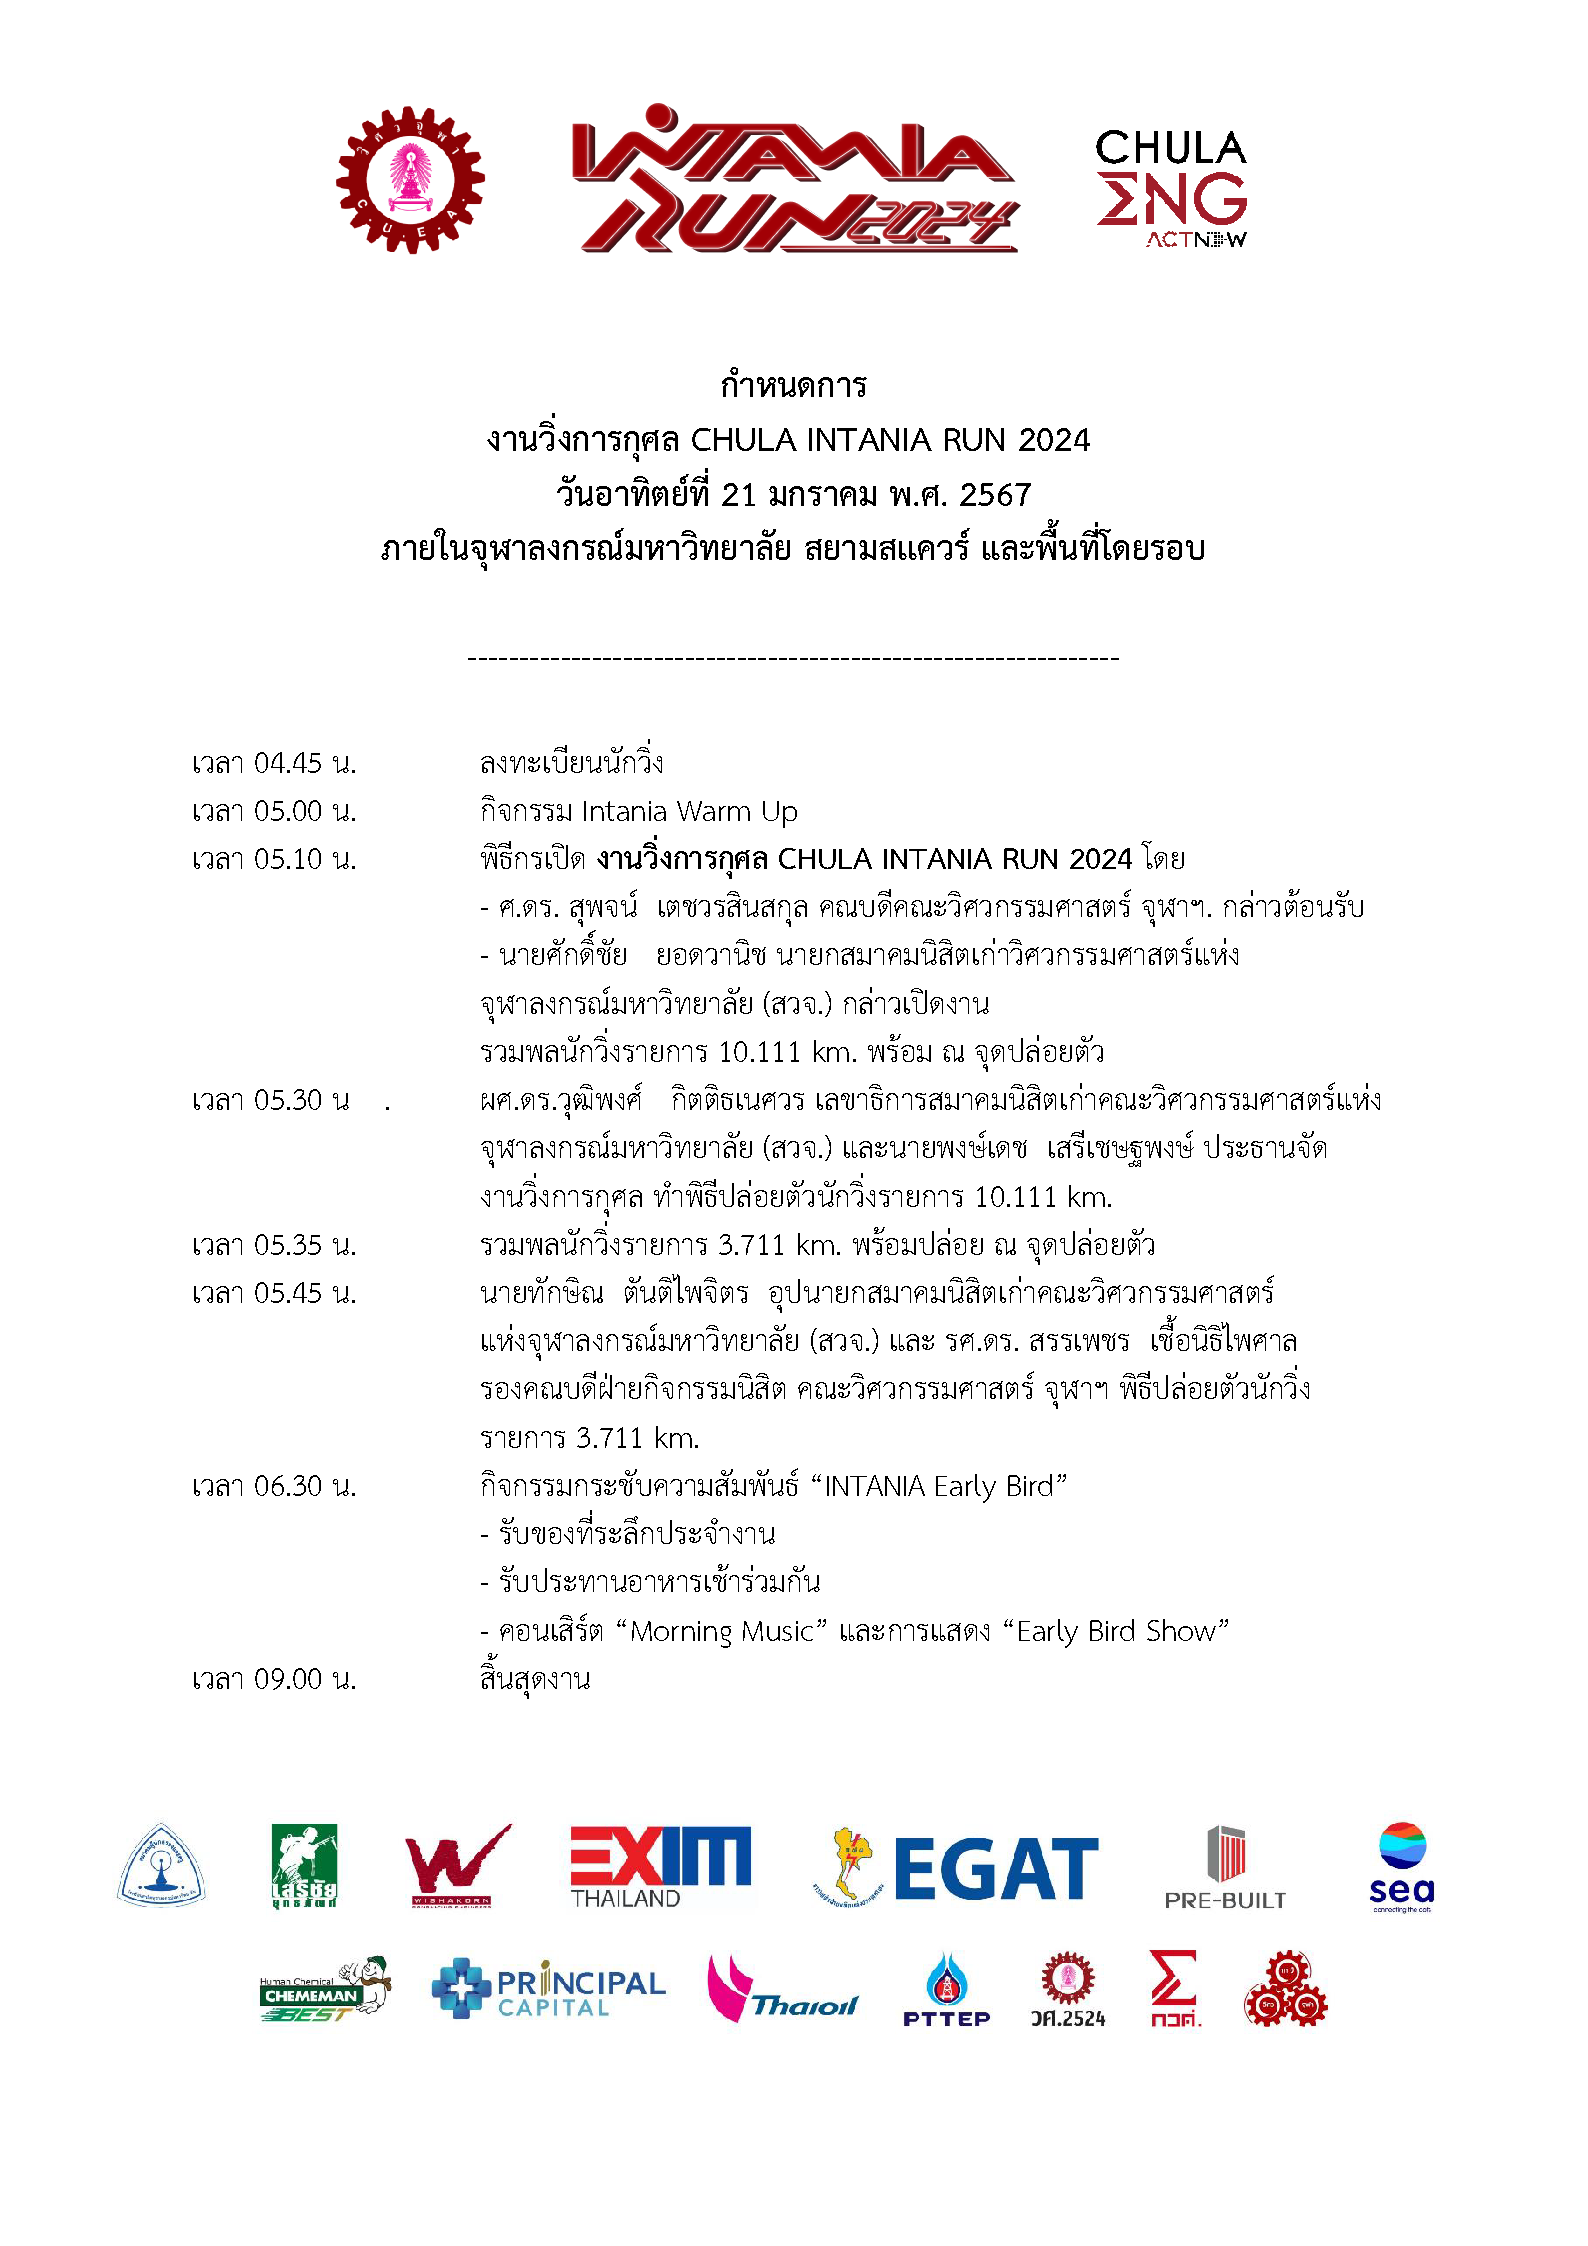 วิศวจุฬา
C.U.E.A.
INTANIA
RUN 2024
CHULA
ΣNG
ACTNOW
กำหนดการ
งานวิ่งการกุศล CHULA INTANIA RUN 2024
วันอาทิตย์ที่ 21 มกราคม พ.ศ. 2567
ภายในจุฬาลงกรณ์มหาวิทยาลัย สยามสแควร์ และพื้นที่โดยรอบ
---------------------------------------------------------------
เวลา 04.45 น. ลงทะเบียนนักวิ่ง
เวลา 05.00 น. กิจกรรม Intania Warm Up
เวลา 05.10 น. พิธีกรเปิด งานวิ่งการกุศล CHULA INTANIA RUN 2024 โดย
- ศ.ดร. สุพจน์ เตชวรสินสกุล คณบดีคณะวิศวกรรมศาสตร์ จุฬาฯ. กล่าวต้อนรับ
- นายศักดิ์ชัย ยอดวานิช นายกสมาคมนิสิตเก่าวิศวกรรมศาสตร์แห่ง
จุฬาลงกรณ์มหาวิทยาลัย (สวจ.) กล่าวเปิดงาน
รวมพลนักวิ่งรายการ 10.111 km. พร้อม ณ จุดปล่อยตัว
เวลา 05.30 น . ผศ.ดร.วุฒิพงศ์ กิตติธเนศวร เลขาธิการสมาคมนิสิตเก่าคณะวิศวกรรมศาสตร์แห่ง
จุฬาลงกรณ์มหาวิทยาลัย (สวจ.) และนายพงษ์เดช เสรีเชษฐพงษ์ ประธานจัด
งานวิ่งการกุศล ทำพิธีปล่อยตัวนักวิ่งรายการ 10.111 km.
เวลา 05.35 น. รวมพลนักวิ่งรายการ 3.711 km. พร้อมปล่อย ณ จุดปล่อยตัว
เวลา 05.45 น. นายทักษิณ ตันติไพจิตร อุปนายกสมาคมนิสิตเก่าคณะวิศวกรรมศาสตร์
แห่งจุฬาลงกรณ์มหาวิทยาลัย (สวจ.) และ รศ.ดร. สรรเพชร เชื้อนิธิไพศาล
รองคณบดีฝ่ายกิจกรรมนิสิต คณะวิศวกรรมศาสตร์ จุฬาฯ พิธีปล่อยตัวนักวิ่ง
รายการ 3.711 km.
เวลา 06.30 น. กิจกรรมกระชับความสัมพันธ์ “INTANIA Early Bird”
- รับของที่ระลึกประจำงาน
- รับประทานอาหารเช้าร่วมกัน
- คอนเสิร์ต “Morning Music” และการแสดง “Early Bird Show”
เวลา 09.00 น. สิ้นสุดงาน
เสรีชัย
ยุทธภัณฑ์
WISHAKORN
EXIM
THAILAND
EGAT
PRE-BUILT
sea
connecting the dots
Human Chemical
CHEMEMAN
BEST
PRINCIPAL
CAPITAL
Thaioil
PTTEP
วศ.2524
กวศ.